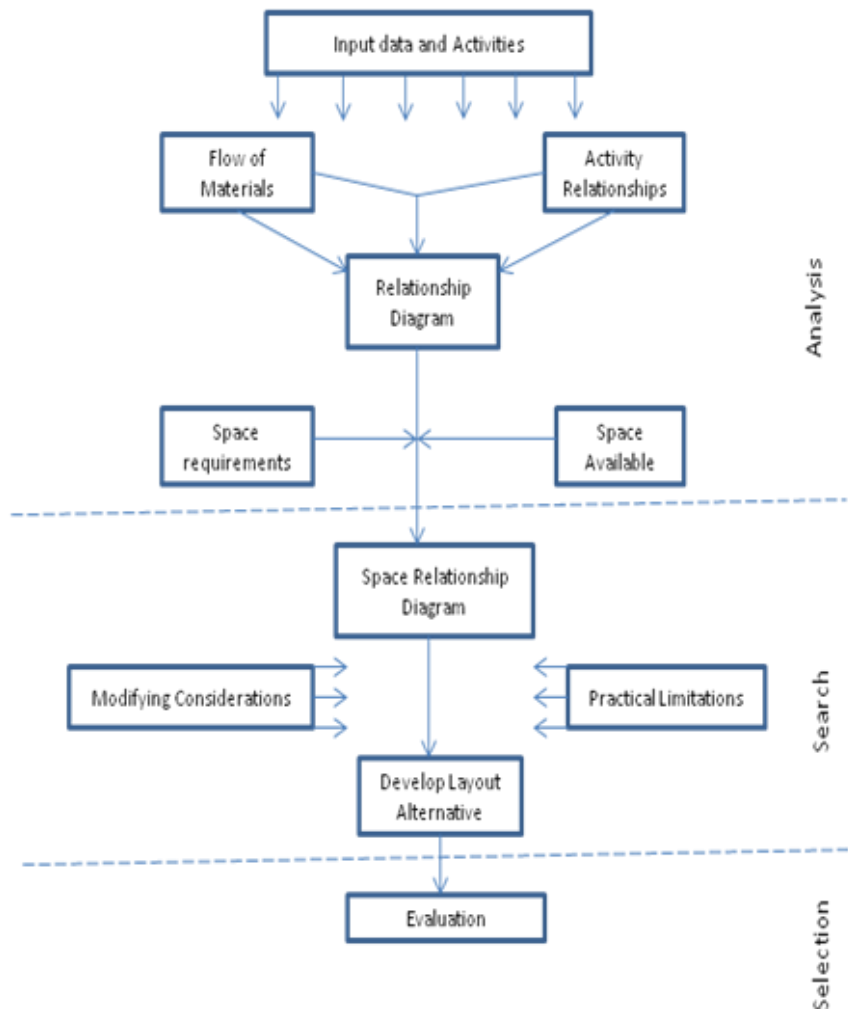 Input data and Activities
Flow of
Materials
Activity
Relationships
Relationship
Diagram
Analysis
Space
requirements
Space
Available
Space Relationship
Diagram
Modifying Considerations
Practical Limitations
Search
Develop Layout
Alternative
Evaluation
Selection